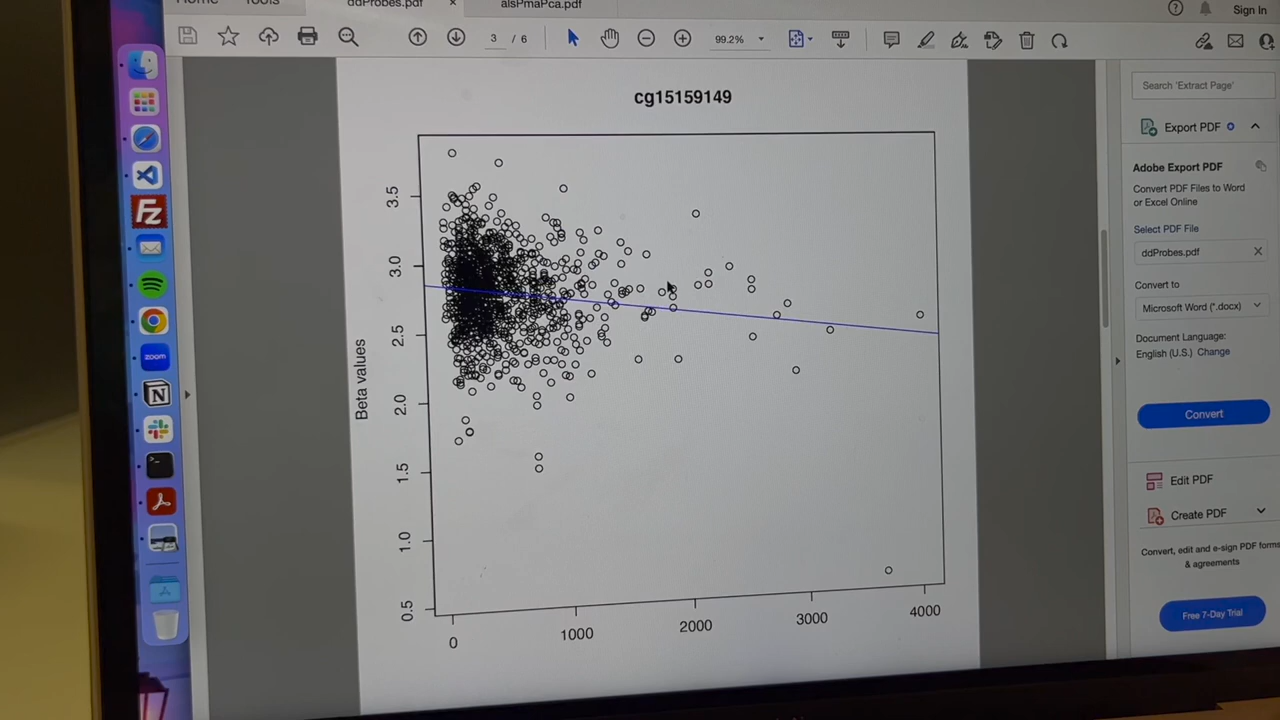 Home Tools
ddProbes.pdf × alsPmaPca.pdf
Sign In
3 / 6
99.2%
Search 'Extract Page'
Export PDF
Adobe Export PDF
Convert PDF Files to Word
or Excel Online
Select PDF File
ddProbes.pdf
Convert to
Microsoft Word (*.docx)
Document Language:
English (U.S.) Change
Convert
Edit PDF
Create PDF
Convert, edit and e-sign PDF forms
& agreements
Free 7-Day Trial
cg15159149
Beta values
3.5
3.0
2.5
2.0
1.5
1.0
0.5
0 1000 2000 3000 4000
Fz
zoom